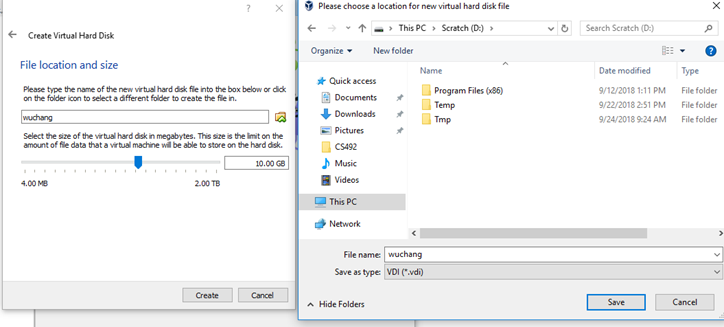 Create Virtual Hard Disk
File location and size
Please type the name of the new virtual hard disk file into the box below or click
on the folder icon to select a different folder to create the file in.
wuchang
Select the size of the virtual hard disk in megabytes. This size is the limit on the
amount of file data that a virtual machine will be able to store on the hard disk.
10.00 GB
4.00 MB 2.00 TB
Create Cancel
Please choose a location for new virtual hard disk file
This PC > Scratch (D:) Search Scratch (D:)
Organize New folder
Name Date modified Type
Quick access
Documents
Downloads
Pictures
CS492
Music
Videos
This PC
Network
Program Files (x86) 9/12/2018 1:11 PM File folder
Temp 9/22/2018 2:51 PM File folder
Tmp 9/24/2018 9:24 AM File folder
File name: wuchang
Save as type: VDI (*.vdi)
Hide Folders Save Cancel